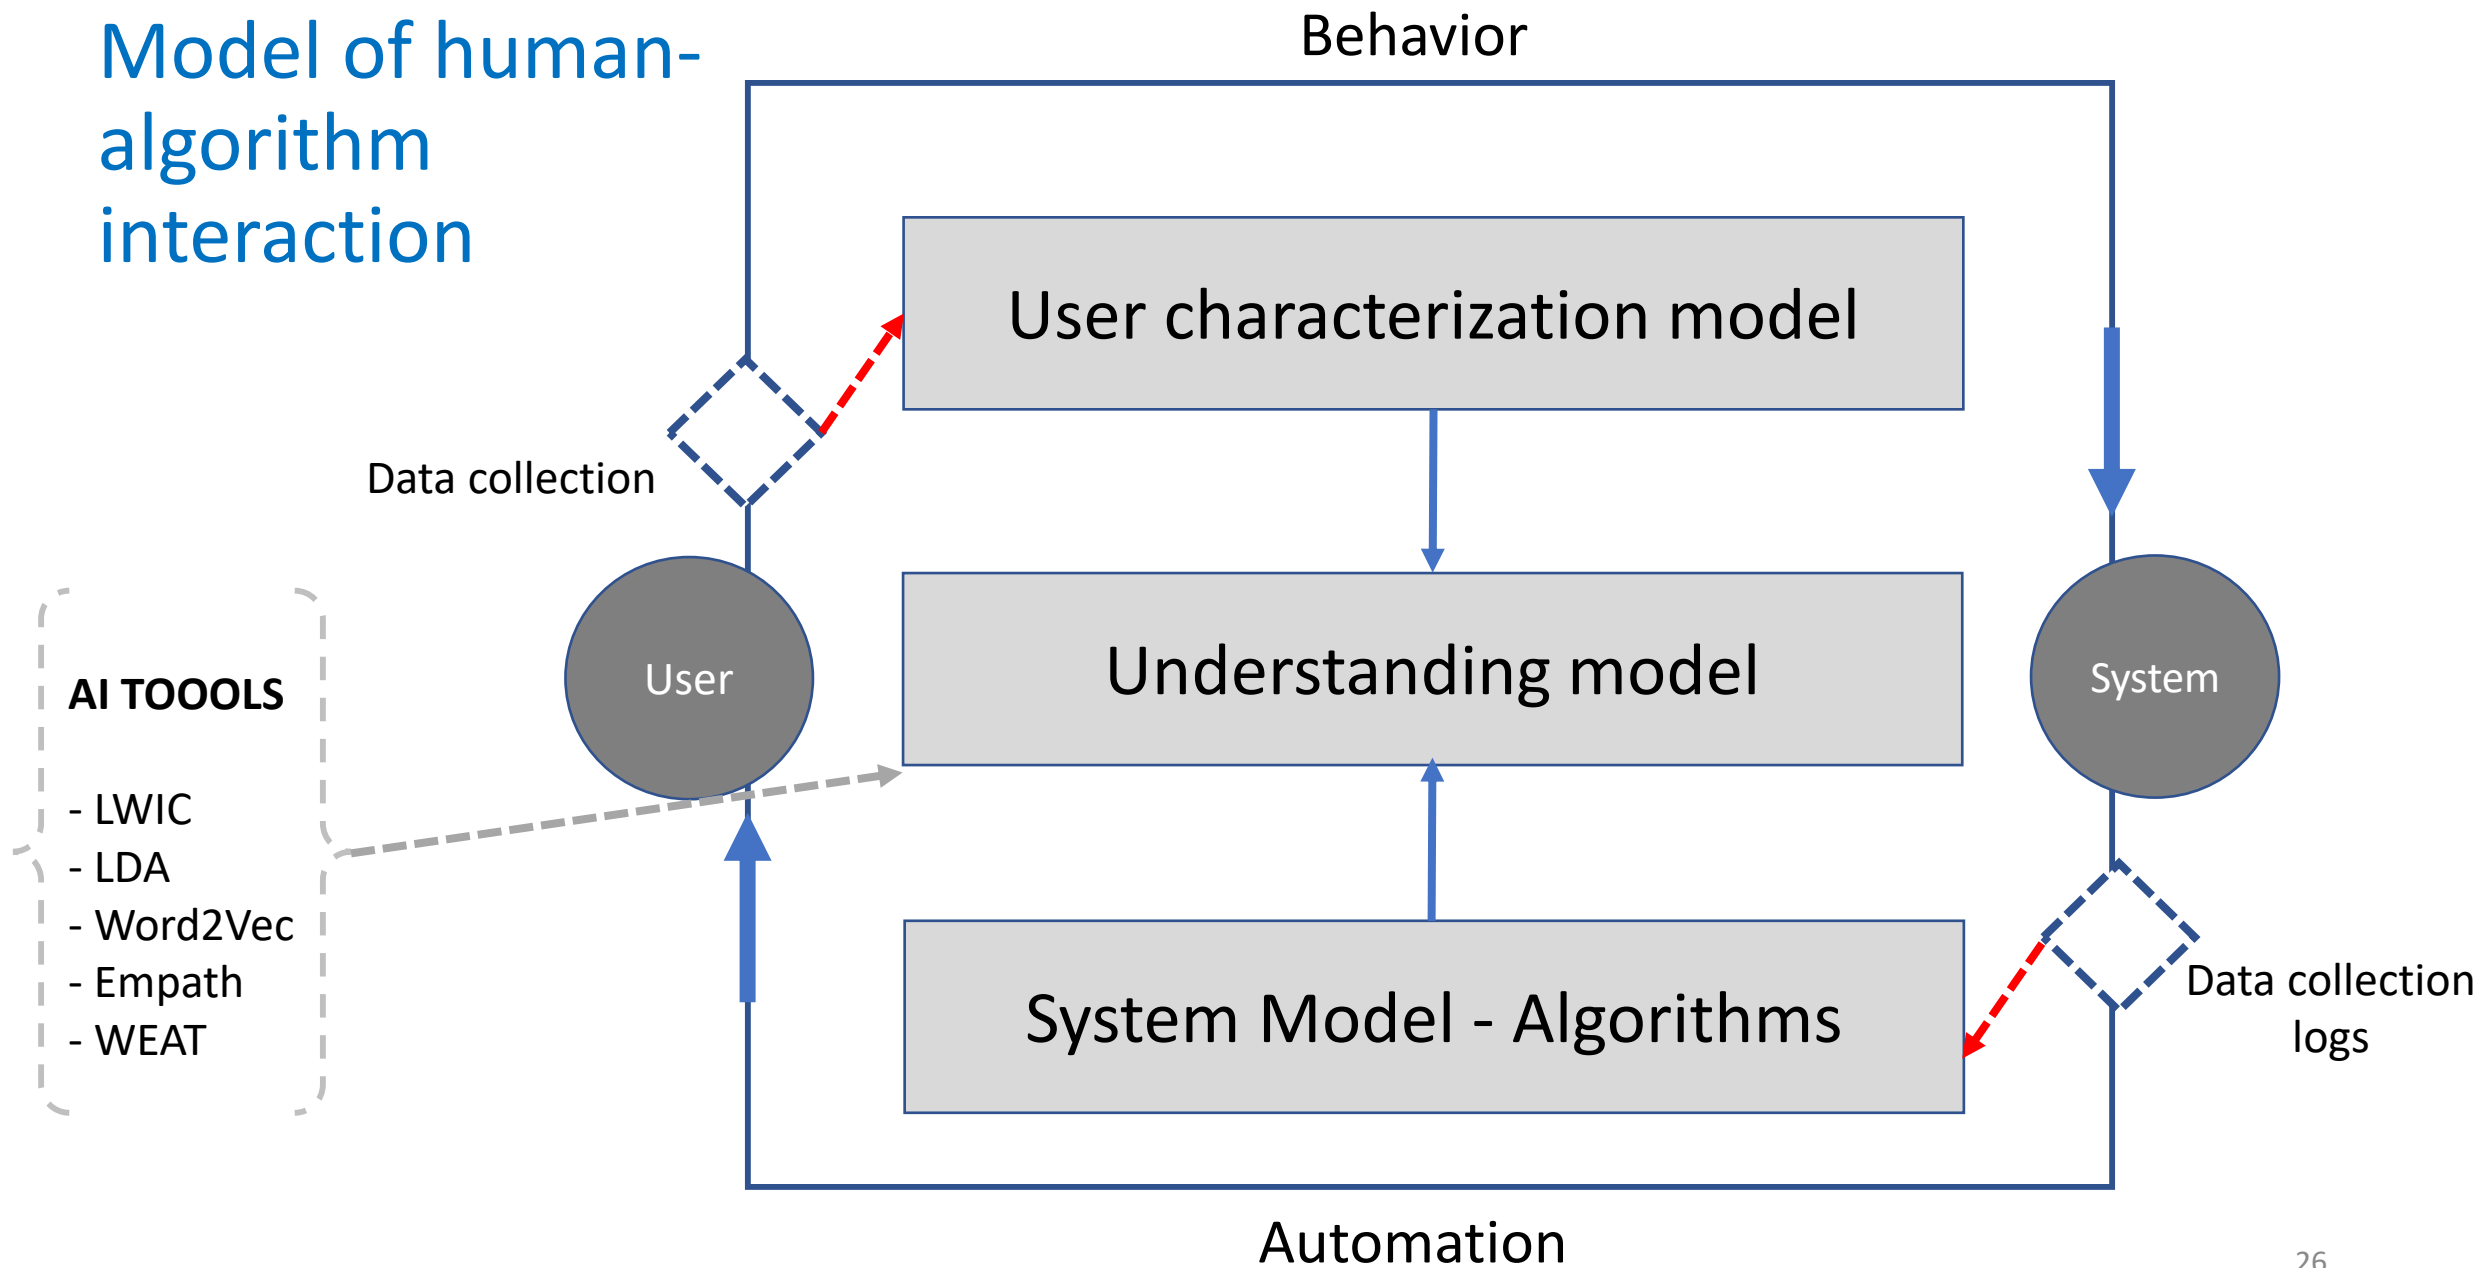 Model of human-
algorithm
interaction
Behavior
User characterization model
Data collection
User
Understanding model
System
AI TOOOLS
- LWIC
- LDA
- Word2Vec
- Empath
- WEAT
System Model - Algorithms
Data collection
logs
Automation
26